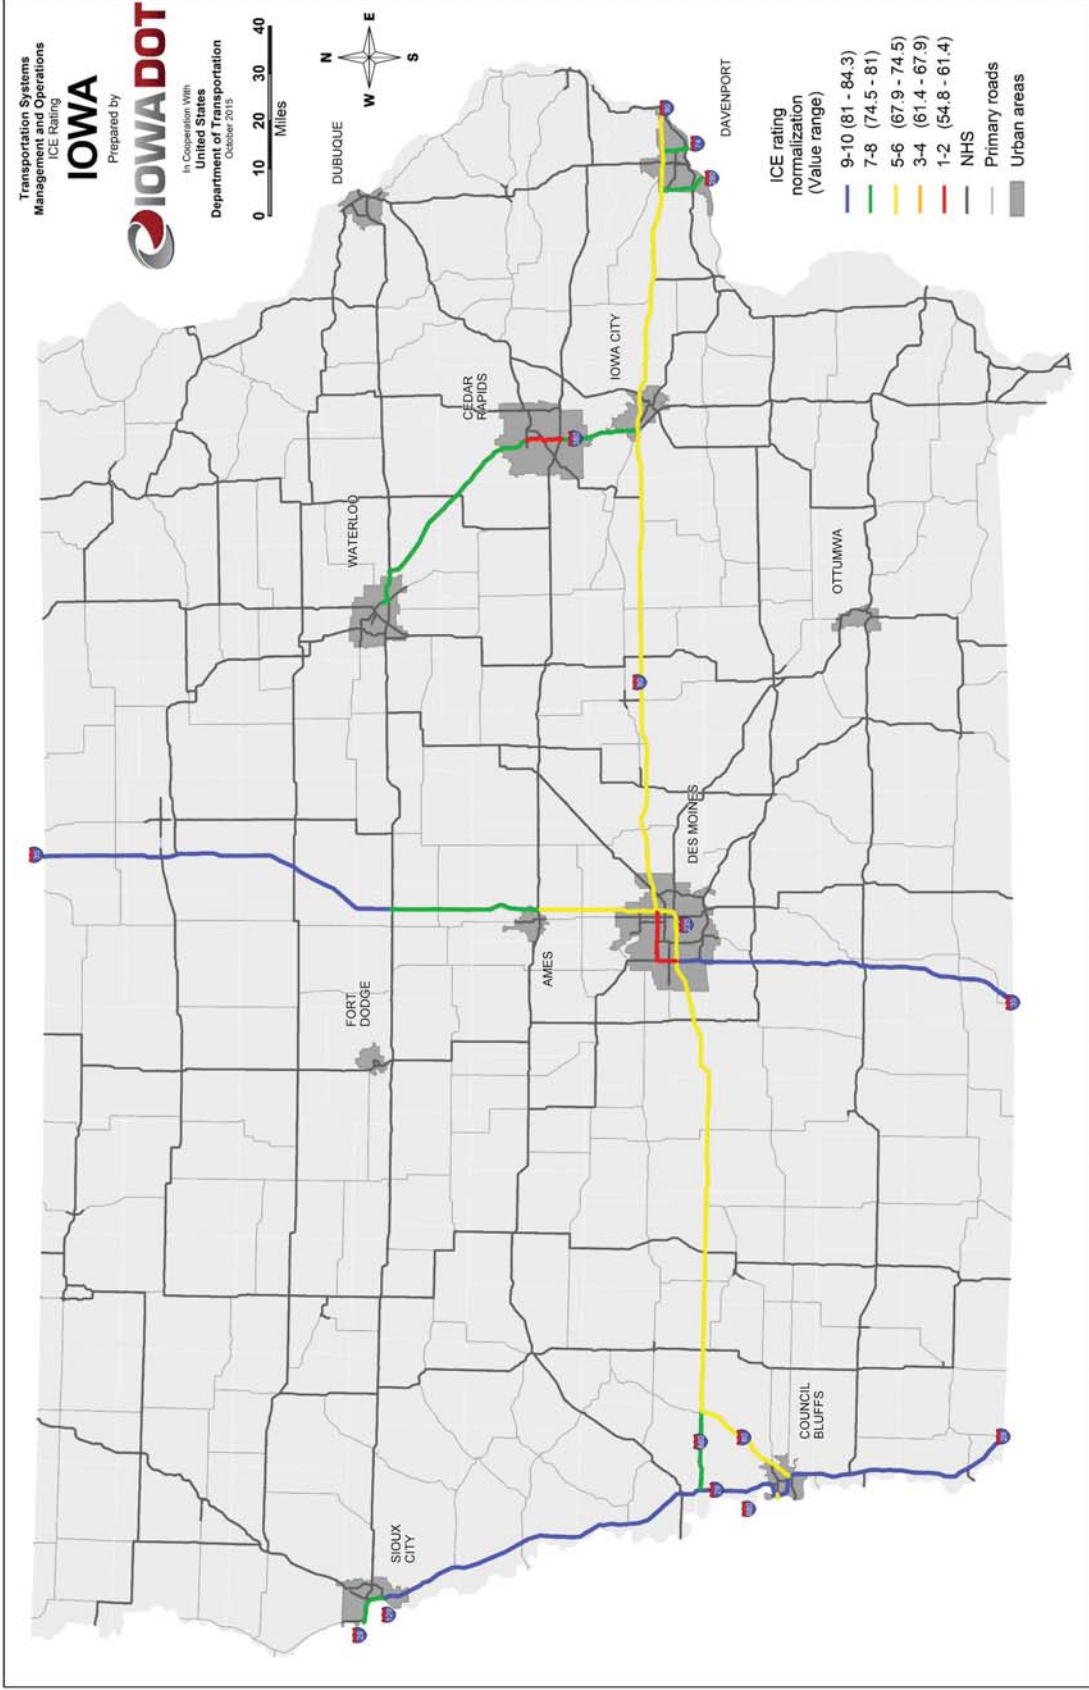 Transportation Systems
Management and Operations
ICE Rating
IOWA
Prepared by
IOWADOT
In Cooperation With
United States
Department of Transportation
October 2015
0 10 20 30 40
Miles
N
W E
S
DUBUQUE
DAVENPORT
WATERLOO
CEDAR
RAPIDS
IOWA CITY
OTTUMWA
FORT
DODGE
AMES
DES MOINES
SIOUX
CITY
COUNCIL
BLUFFS
ICE rating
normalization
(Value range)
9-10 (81 - 84.3)
7-8 (74.5 - 81)
5-6 (67.9 - 74.5)
3-4 (61.4 - 67.9)
1-2 (54.8 - 61.4)
NHS
Primary roads
Urban areas